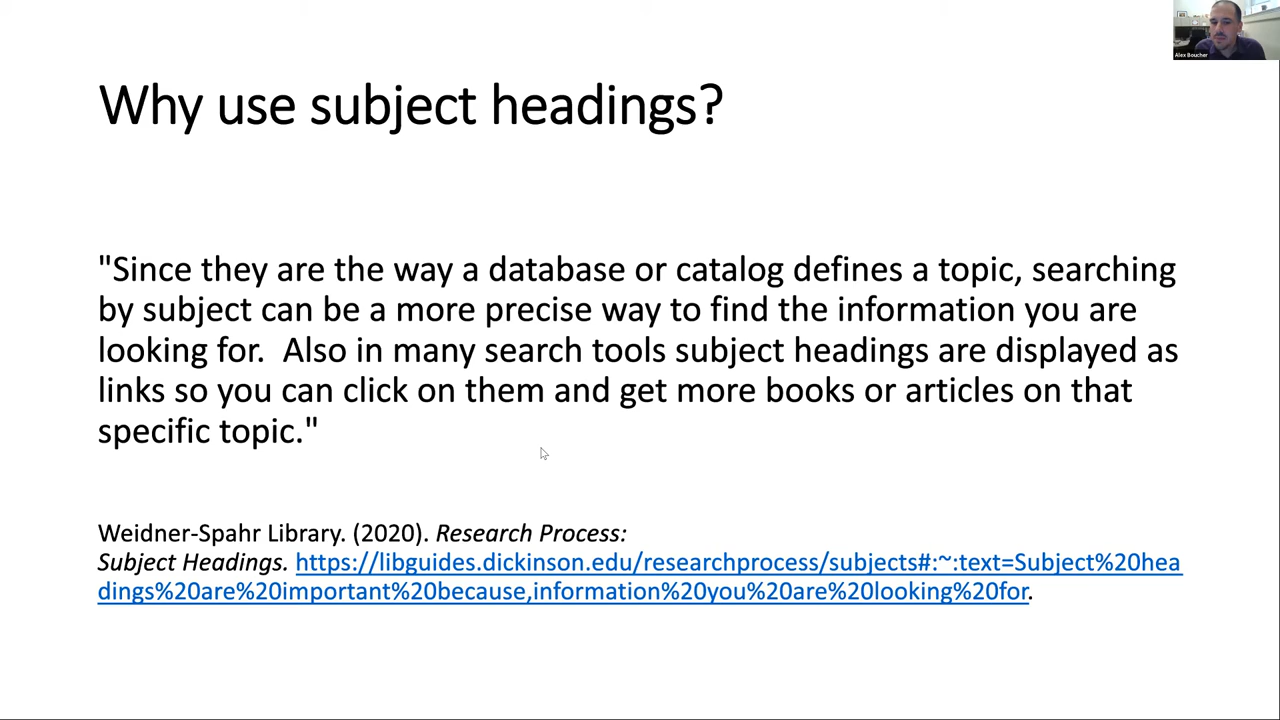 Alex Boucher
Why use subject headings?
"Since they are the way a database or catalog defines a topic, searching
by subject can be a more precise way to find the information you are
looking for.  Also in many search tools subject headings are displayed as
links so you can click on them and get more books or articles on that
specific topic."
Weidner-Spahr Library. (2020). Research Process:
Subject Headings. https://libguides.dickinson.edu/researchprocess/subjects#:~:text=Subject%20hea
dings%20are%20important%20because,information%20you%20are%20looking%20for.